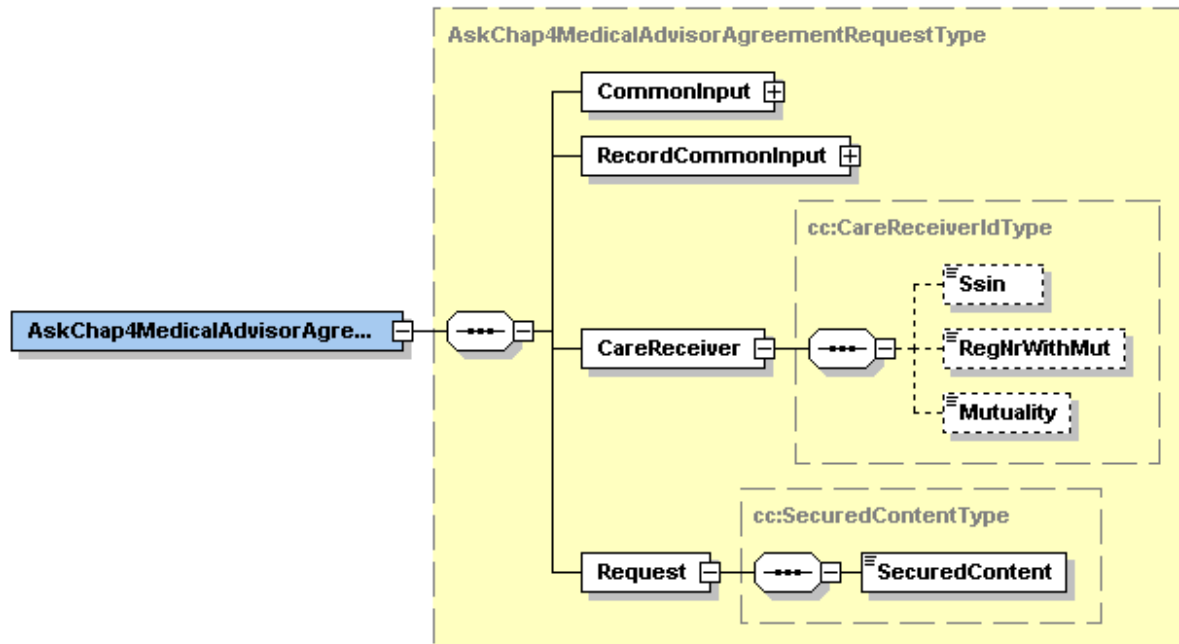 AskChap4MedicalAdvisorAgreementRequestType
CommonInput
RecordCommonInput
cc:CareReceiverIdType
Ssin
AskChap4MedicalAdvisorAgre...
CareReceiver
RegNrWithMut
Mutuality
cc:SecuredContentType
Request
SecuredContent